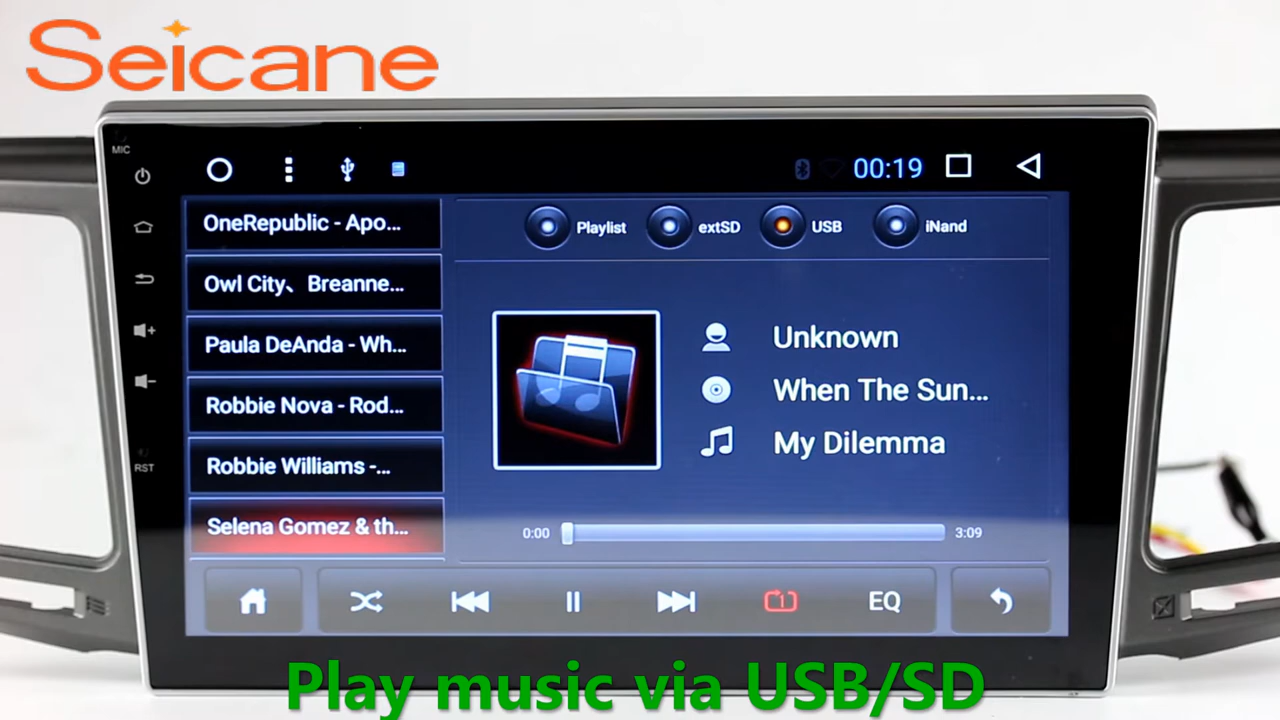 Seicane
MIC
00:19
OneRepublic - Apo...
Playlist
extSD
USB
iNand
Owl City、Breanne...
Paula DeAnda - Wh...
Unknown
Robbie Nova - Rod...
When The Sun...
Robbie Williams -...
My Dilemma
RST
Selena Gomez & th...
0:00
3:09
1
EQ
Play music via USB/SD